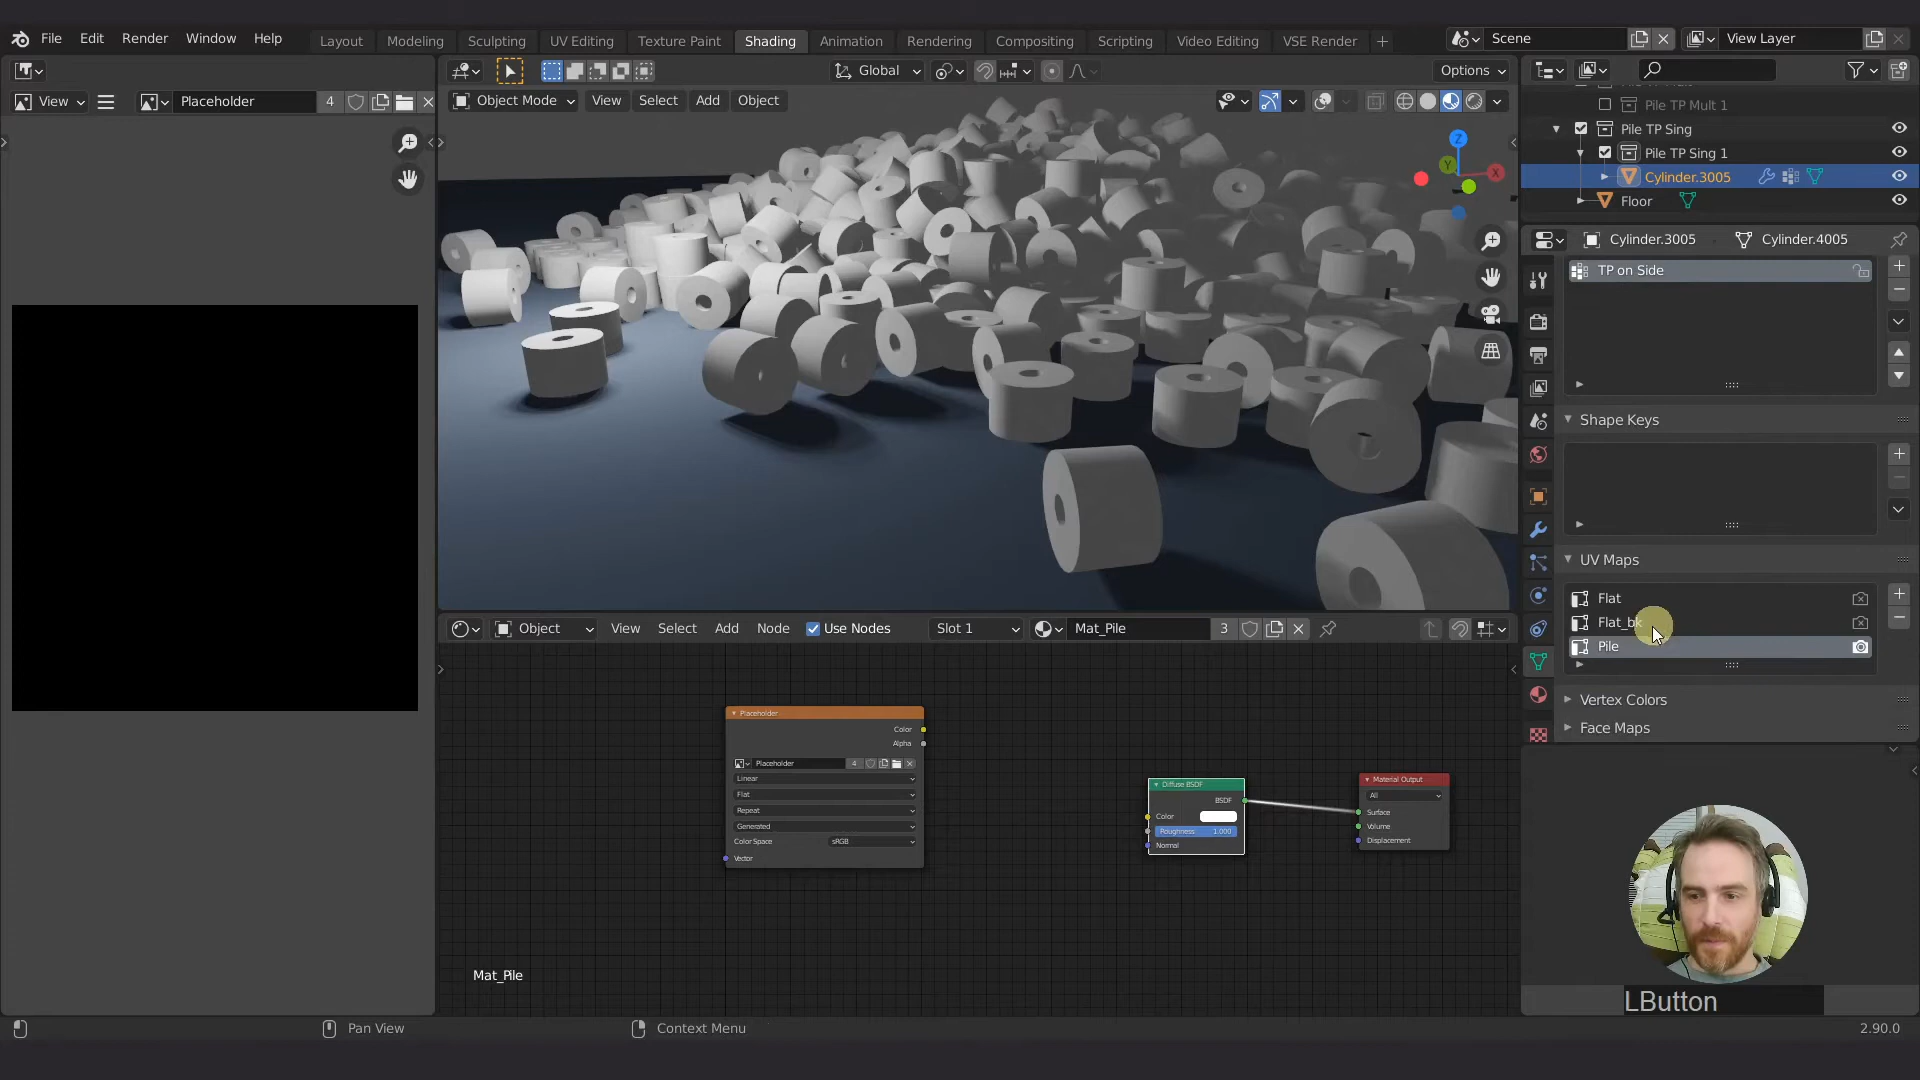 File Edit Render Window Help
Layout Modeling Sculpting UV Editing Texture Paint Shading Animation Rendering Compositing Scripting Video Editing VSE Render
Scene
View Layer
Global
Options
View
Placeholder 4
Object Mode View Select Add Object
Pile TP Mult 1
Pile TP Sing
Pile TP Sing 1
Cylinder.3005
Floor
Z
Y
X
Cylinder.3005 Cylinder.4005
TP on Side
Shape Keys
UV Maps
Flat
Flat_bk
Pile
Vertex Colors
Face Maps
Object View Select Add Node Use Nodes Slot 1 Mat_Pile 3
Placeholder
Color
Alpha
Placeholder 4
Linear
Flat
Repeat
Generated
Color Space sRGB
Vector
Diffuse BSDF
BSDF
Color
Roughness 1.000
Normal
Material Output
All
Surface
Volume
Displacement
Mat_Pile
LButton
Pan View
Context Menu
2.90.0